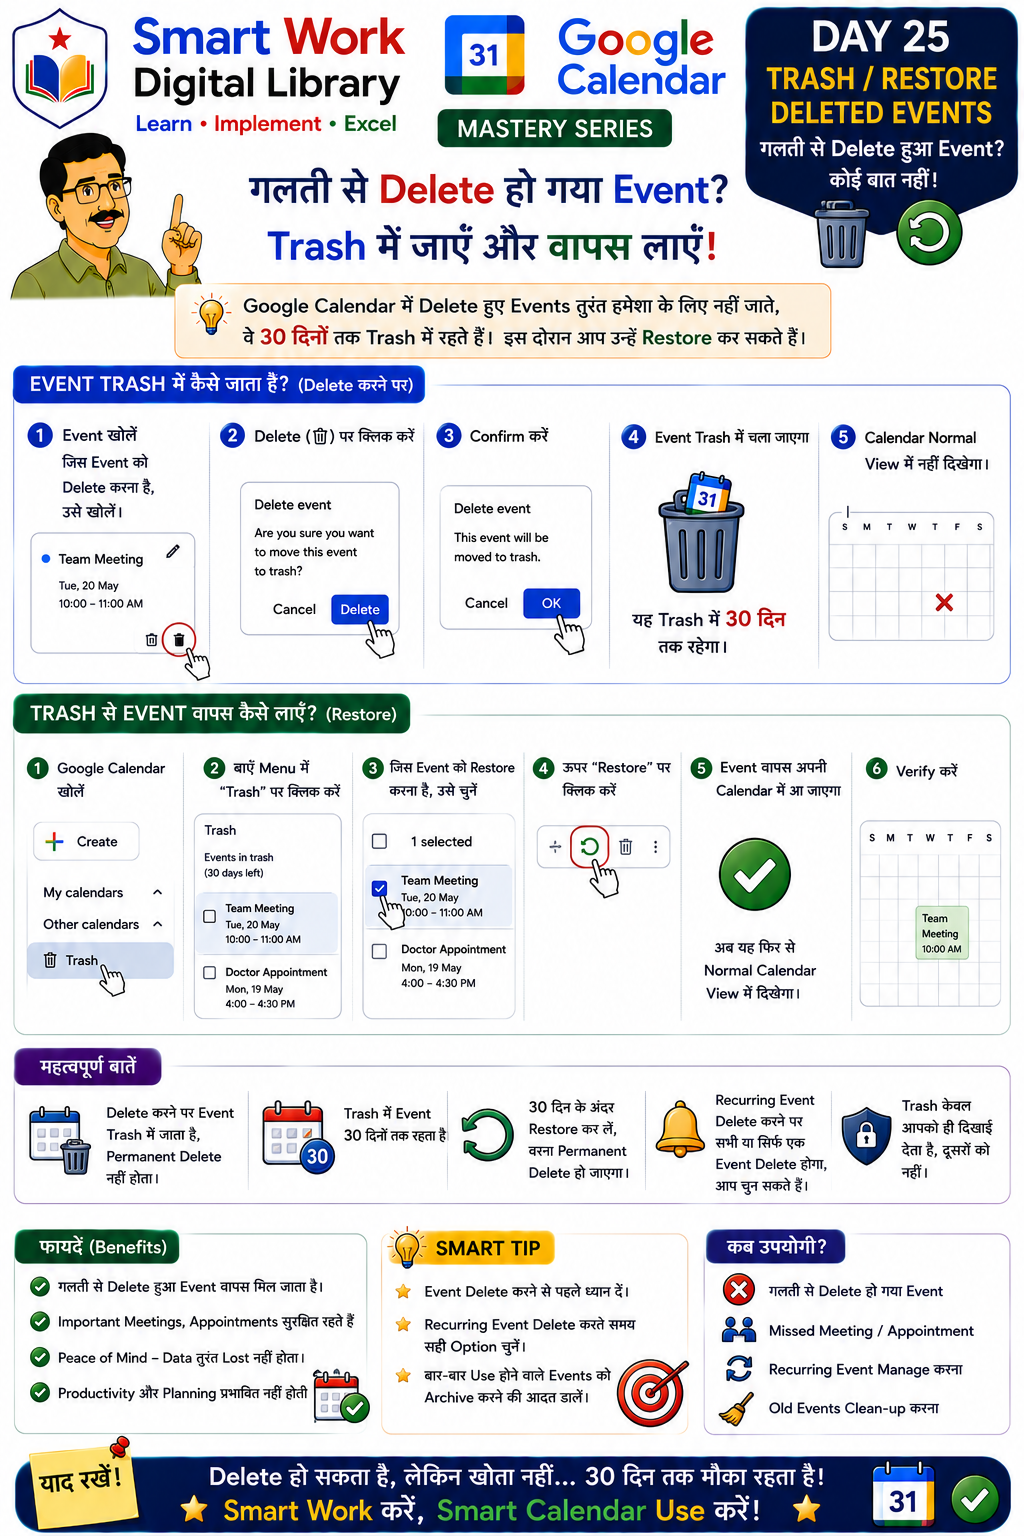 Smart Work
Digital Library
Learn • Implement • Excel
31
Google
Calendar
MASTERY SERIES
DAY 25
TRASH / RESTORE
DELETED EVENTS
गलती से Delete हुआ Event?
कोई बात नहीं!
गलती से Delete हो गया Event?
Trash में जाएँ और वापस लाएँ!
Google Calendar में Delete हुए Events तुरंत हमेशा के लिए नहीं जाते,
वे 30 दिनों तक Trash में रहते हैं। इस दौरान आप उन्हें Restore कर सकते हैं।
EVENT TRASH में कैसे जाता हैं? (Delete करने पर)
1 Event खोलें
जिस Event को
Delete करना है,
उसे खोलें।
Team Meeting
Tue, 20 May
10:00 – 11:00 AM
2 Delete () पर क्लिक करें
Delete event
Are you sure you want
to move this event
to trash?
Cancel Delete
3 Confirm करें
Delete event
This event will be
moved to trash.
Cancel OK
4 Event Trash में चला जाएगा
31
यह Trash में 30 दिन
तक रहेगा।
5 Calendar Normal
View में नहीं दिखेगा।
S M T W T F S
TRASH से EVENT वापस कैसे लाएँ? (Restore)
1 Google Calendar
खोलें
Create
My calendars
Other calendars
Trash
2 बाएँ Menu में
“Trash” पर क्लिक करें
Trash
Events in trash
(30 days left)
Team Meeting
Tue, 20 May
10:00 – 11:00 AM
Doctor Appointment
Mon, 19 May
4:00 – 4:30 PM
3 जिस Event को Restore
करना है, उसे चुनें
1 selected
Team Meeting
Tue, 20 May
10:00 – 11:00 AM
Doctor Appointment
Mon, 19 May
4:00 – 4:30 PM
4 ऊपर “Restore” पर
क्लिक करें
5 Event वापस अपनी
Calendar में आ जाएगा
अब यह फिर से
Normal Calendar
View में दिखेगा।
6 Verify करें
S M T W T F S
Team
Meeting
10:00 AM
महत्वपूर्ण बातें
Delete करने पर Event
Trash में जाता है,
Permanent Delete
नहीं होता।
30
Trash में Event
30 दिनों तक रहता है
30 दिन के अंदर
Restore कर लें,
वरना Permanent
Delete हो जाएगा।
Recurring Event
Delete करने पर
सभी या सिर्फ एक
Event Delete होगा,
आप चुन सकते हैं।
Trash केवल
आपको ही दिखाई
देता है, दूसरों को
नहीं।
फायदें (Benefits)
गलती से Delete हुआ Event वापस मिल जाता है।
Important Meetings, Appointments सुरक्षित रहते हैं
Peace of Mind – Data तुरंत Lost नहीं होता।
Productivity और Planning प्रभावित नहीं होती
SMART TIP
Event Delete करने से पहले ध्यान दें।
Recurring Event Delete करते समय
सही Option चुनें।
बार-बार Use होने वाले Events को
Archive करने की आदत डालें।
कब उपयोगी?
गलती से Delete हो गया Event
Missed Meeting / Appointment
Recurring Event Manage करना
Old Events Clean-up करना
याद रखें!
Delete हो सकता है, लेकिन खोता नहीं... 30 दिन तक मौका रहता है!
Smart Work करें, Smart Calendar Use करें!
31